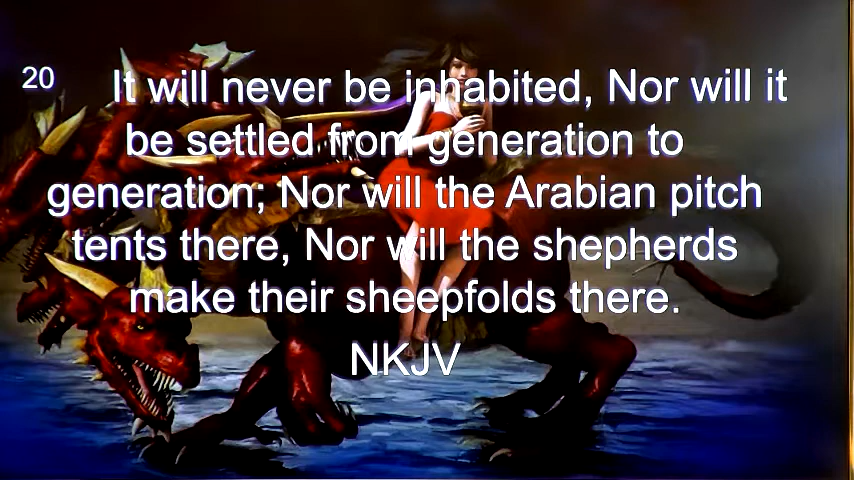 20 It will never be inhabited, Nor will it
be settled from generation to
generation; Nor will the Arabian pitch
tents there, Nor will the shepherds
make their sheepfolds there.
NKJV